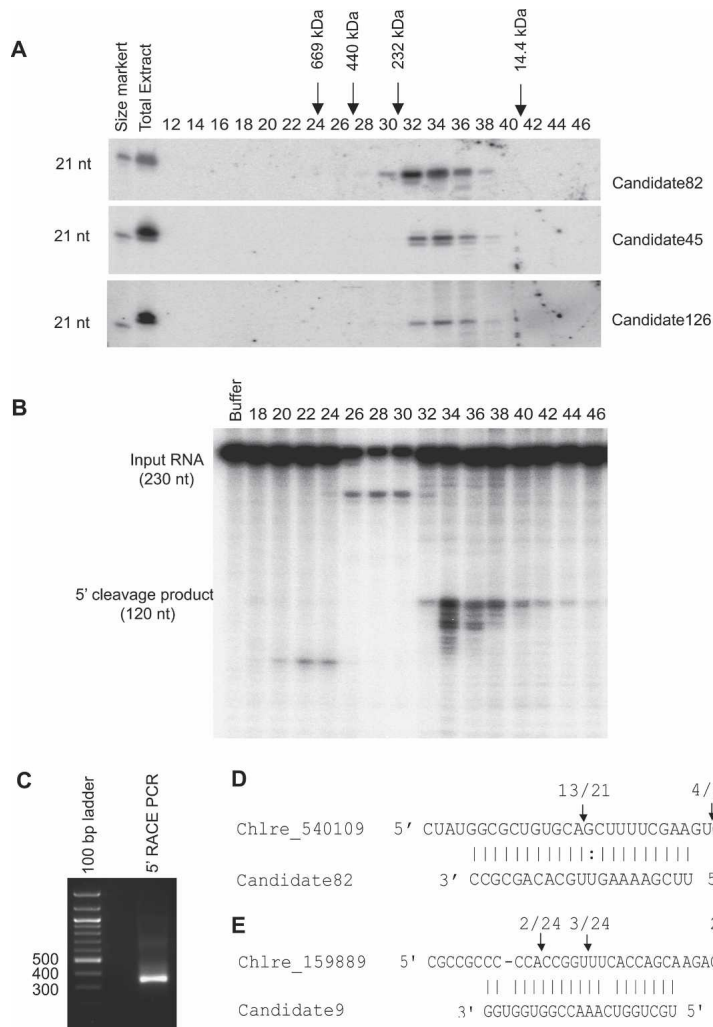 A
669 kDa
440 kDa
232 kDa
14.4 kDa
Size markert
Total Extract
12 14 16 18 20 22 24 26 28 30 32 34 36 38 40 42 44 46
21 nt
Candidate82
21 nt
Candidate45
21 nt
Candidate126
B
Buffer
18 20 22 24 26 28 30 32 34 36 38 40 42 44 46
Input RNA
(230 nt)
5' cleavage product
(120 nt)
C
100 bp ladder
5' RACE PCR
500
400
300
D
13/21 4/
Chlre_540109 5' CUAUGGCGCUGUGCAGCUUUUCGAAGU
Candidate82 3' CCGCGACACGUUGAAAAGCUU 5
E
2/24 3/24 2
Chlre_159889 5' CGCCGCCC-CCACCGGUUUCACCAGCAAGAG
Candidate9 3' GGUGGUGGCCAAACUGGUCGU 5'